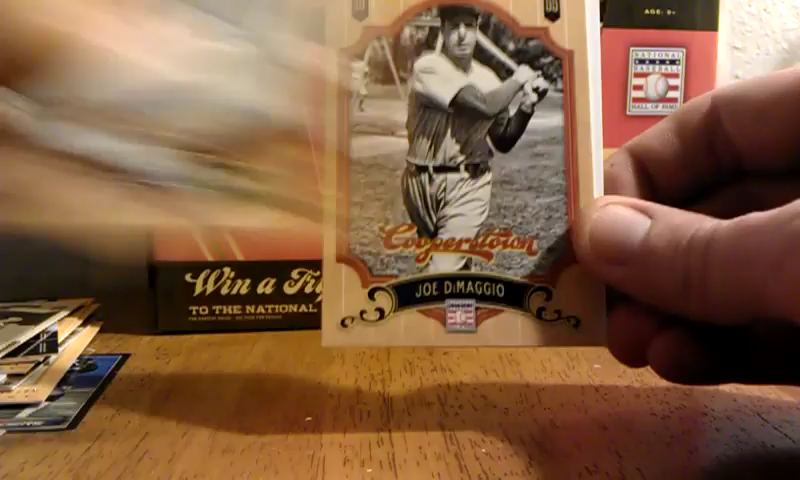 AGE: 9+
NATIONAL
BASEBALL
HALL OF FAME
Cooperstown
Win a Tri
TO THE NATIONAL
JOE DiMAGGIO